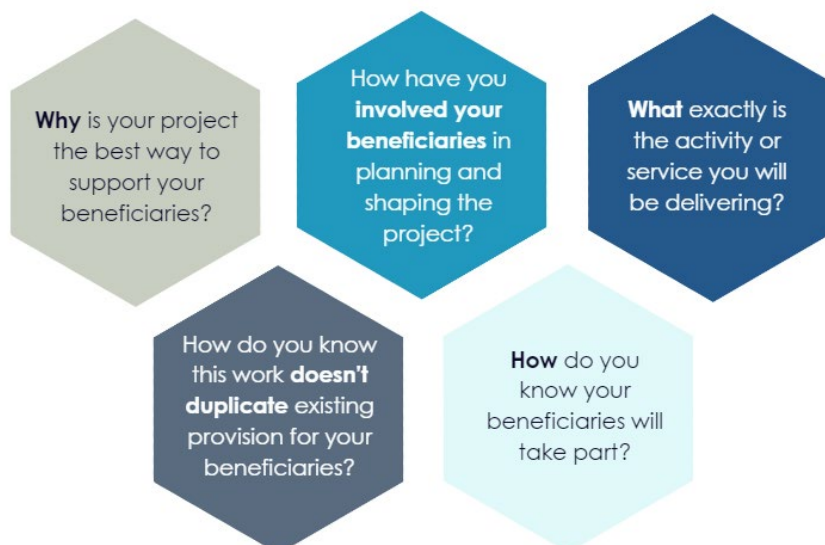 Why is your project
the best way to
support your
beneficiaries?
How have you
involved your
beneficiaries in
planning and
shaping the
project?
What exactly is
the activity or
service you will
be delivering?
How do you know
this work doesn't
duplicate existing
provision for your
beneficiaries?
How do you
know your
beneficiaries will
take part?